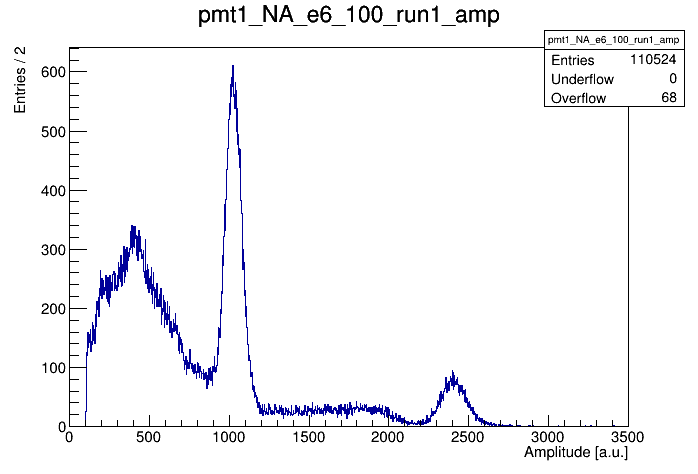 pmt1_NA_e6_100_run1_amp
pmt1_NA_e6_100_run1_amp
Entries 110524
Underflow 0
Overflow 68
Entries / 2
600
500
400
300
200
100
0
0 500 1000 1500 2000 2500 3000 3500
Amplitude [a.u.]